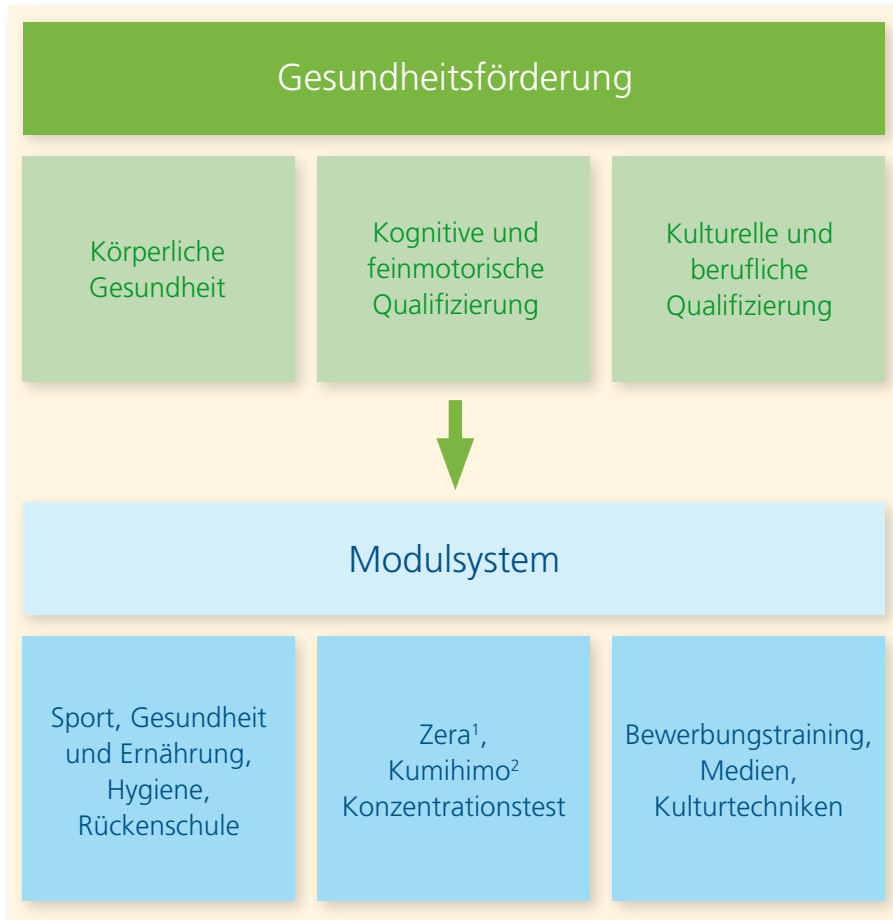 Gesundheitsförderung
Körperliche
Gesundheit
Kognitive und
feinmotorische
Qualifizierung
Kulturelle und
berufliche
Qualifizierung
Modulsystem
Sport, Gesundheit
und Ernährung,
Hygiene,
Rückenschule
Zera¹,
Kumihimo²
Konzentrationstest
Bewerbungstraining,
Medien,
Kulturtechniken